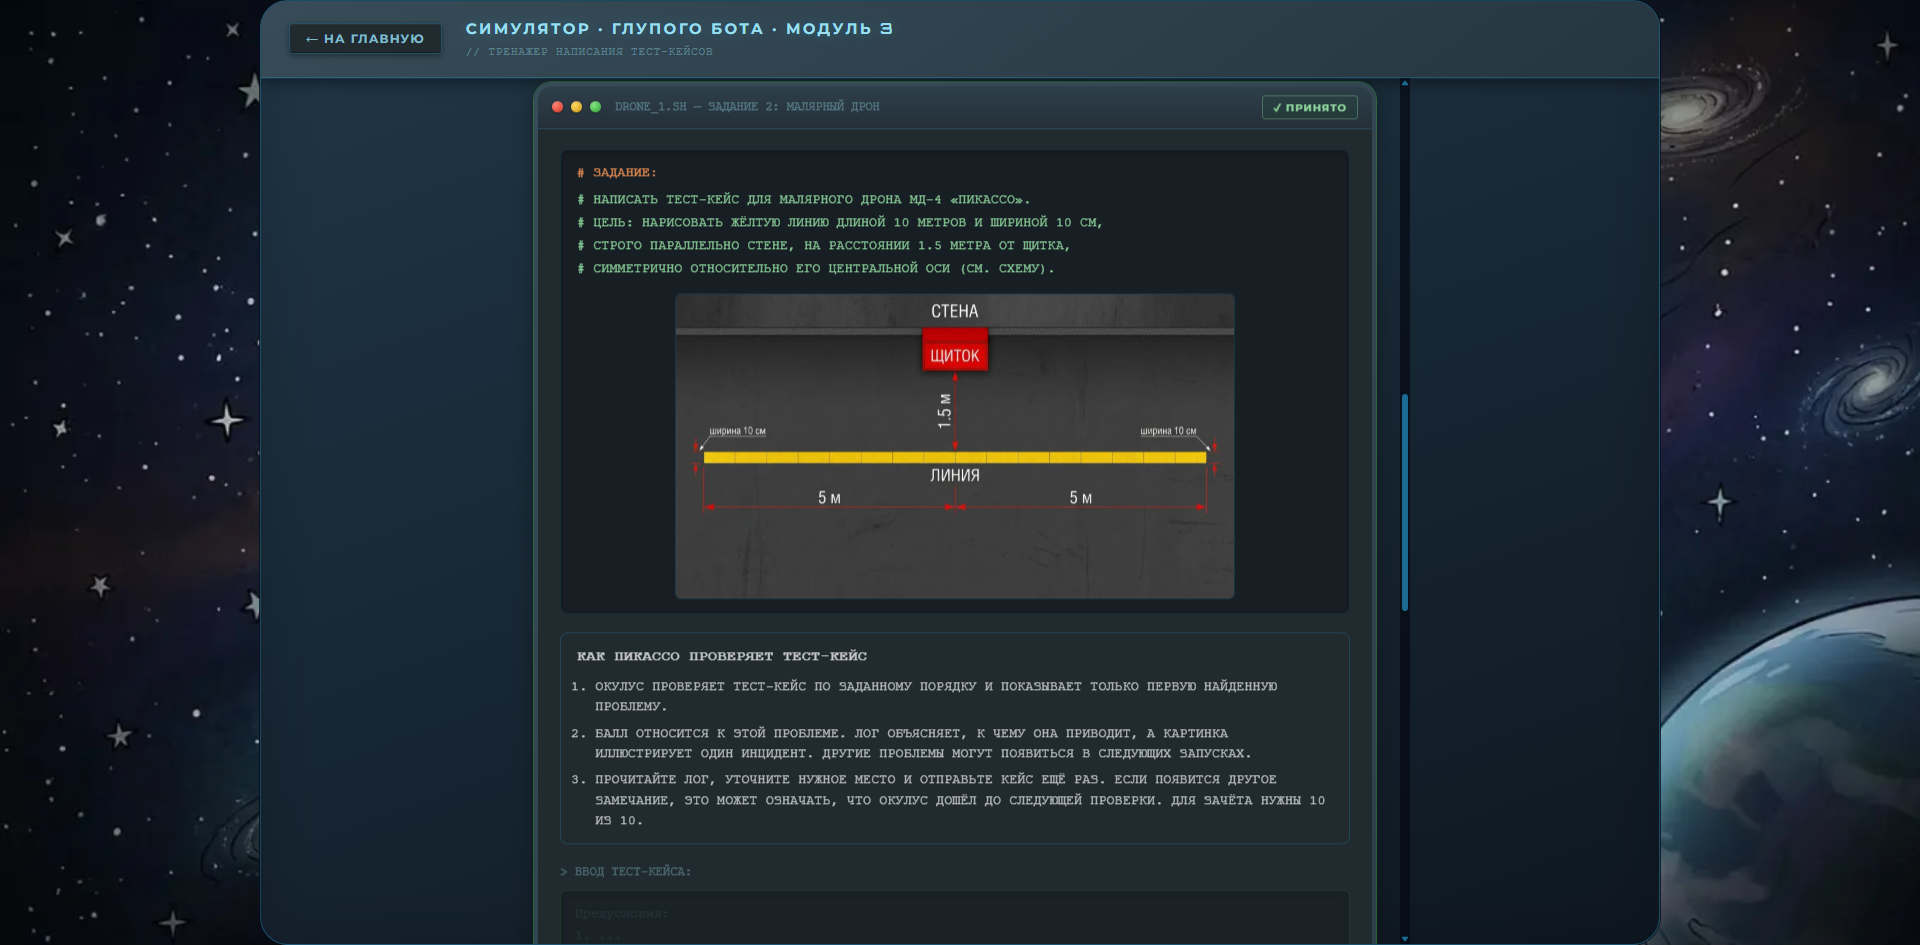 ← НА ГЛАВНУЮ
СИМУЛЯТОР · ГЛУПОГО БОТА · МОДУЛЬ 3
// ТРЕНАЖЕР НАПИСАНИЯ ТЕСТ-КЕЙСОВ
DRONE_1.SH — ЗАДАНИЕ 2: МАЛЯРНЫЙ ДРОН
✓ ПРИНЯТО
# ЗАДАНИЕ:
# НАПИСАТЬ ТЕСТ-КЕЙС ДЛЯ МАЛЯРНОГО ДРОНА МД-4 «ПИКАССО».
# ЦЕЛЬ: НАРИСОВАТЬ ЖЁЛТУЮ ЛИНИЮ ДЛИНОЙ 10 МЕТРОВ И ШИРИНОЙ 10 СМ,
# СТРОГО ПАРАЛЛЕЛЬНО СТЕНЕ, НА РАССТОЯНИИ 1.5 МЕТРА ОТ ЩИТКА,
# СИММЕТРИЧНО ОТНОСИТЕЛЬНО ЕГО ЦЕНТРАЛЬНОЙ ОСИ (СМ. СХЕМУ).
СТЕНА
ЩИТОК
1.5 м
ширина 10 см
ширина 10 см
ЛИНИЯ
5 м
5 м
КАК ПИКАССО ПРОВЕРЯЕТ ТЕСТ-КЕЙС
1. ОКУЛУС ПРОВЕРЯЕТ ТЕСТ-КЕЙС ПО ЗАДАННОМУ ПОРЯДКУ И ПОКАЗЫВАЕТ ТОЛЬКО ПЕРВУЮ НАЙДЕННУЮ
ПРОБЛЕМУ.
2. БАЛЛ ОТНОСИТСЯ К ЭТОЙ ПРОБЛЕМЕ. ЛОГ ОБЪЯСНЯЕТ, К ЧЕМУ ОНА ПРИВОДИТ, А КАРТИНКА
ИЛЛЮСТРИРУЕТ ОДИН ИНЦИДЕНТ. ДРУГИЕ ПРОБЛЕМЫ МОГУТ ПОЯВИТЬСЯ В СЛЕДУЮЩИХ ЗАПУСКАХ.
3. ПРОЧИТАЙТЕ ЛОГ, УТОЧНИТЕ НУЖНОЕ МЕСТО И ОТПРАВЬТЕ КЕЙС ЕЩЁ РАЗ. ЕСЛИ ПОЯВИТСЯ ДРУГОЕ
ЗАМЕЧАНИЕ, ЭТО МОЖЕТ ОЗНАЧАТЬ, ЧТО ОКУЛУС ДОШЁЛ ДО СЛЕДУЮЩЕЙ ПРОВЕРКИ. ДЛЯ ЗАЧЁТА НУЖНЫ 10
ИЗ 10.
> ВВОД ТЕСТ-КЕЙСА:
Предусловия:
1. ...